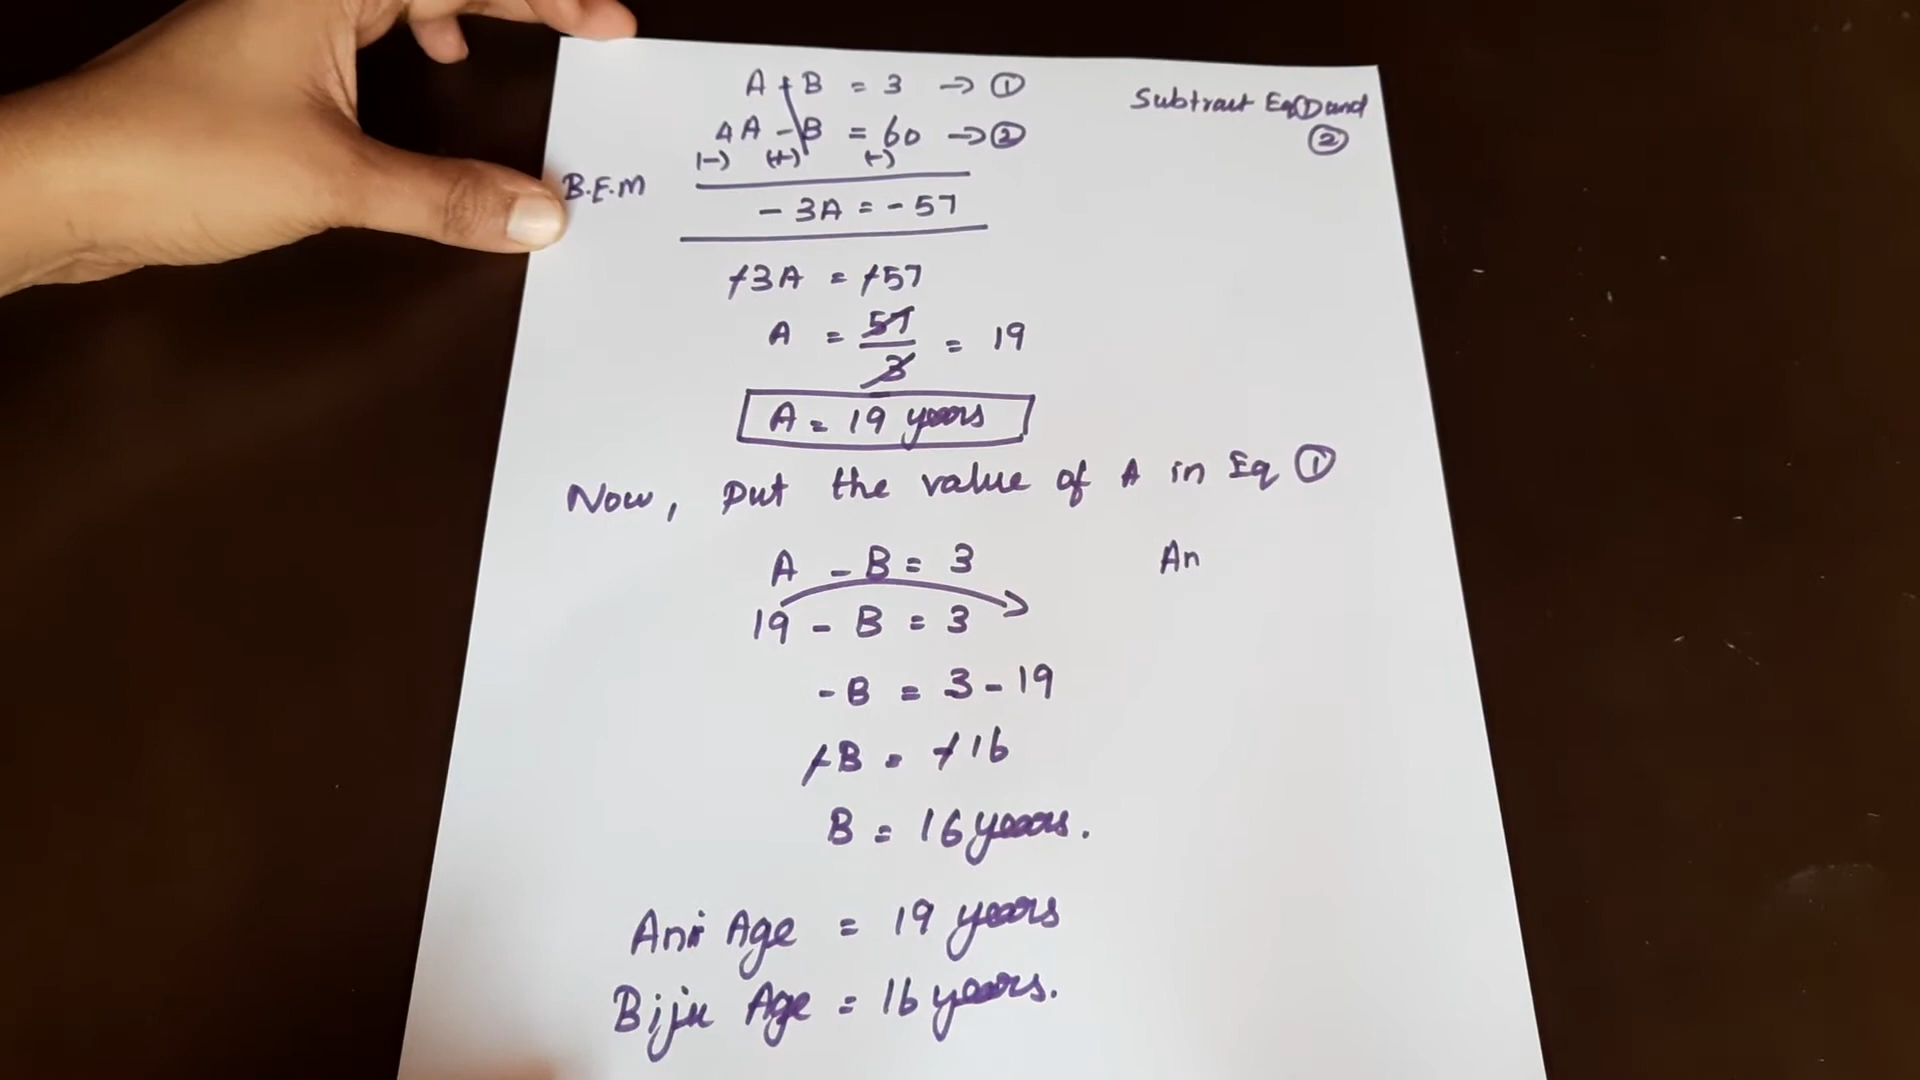 A - B = 3 → ①
Subtract Eq ① and
②
4A - B = 60 → ②
(-) (+) (-)
B.E.M
- 3A = - 57
-3A = -57
A = 57/3 = 19
A = 19 years
Now, put the value of A in Eq ①
A - B = 3
An
19 - B = 3
- B = 3 - 19
-B = -16
B = 16 years.
Ani Age = 19 years
Biju Age = 16 years.